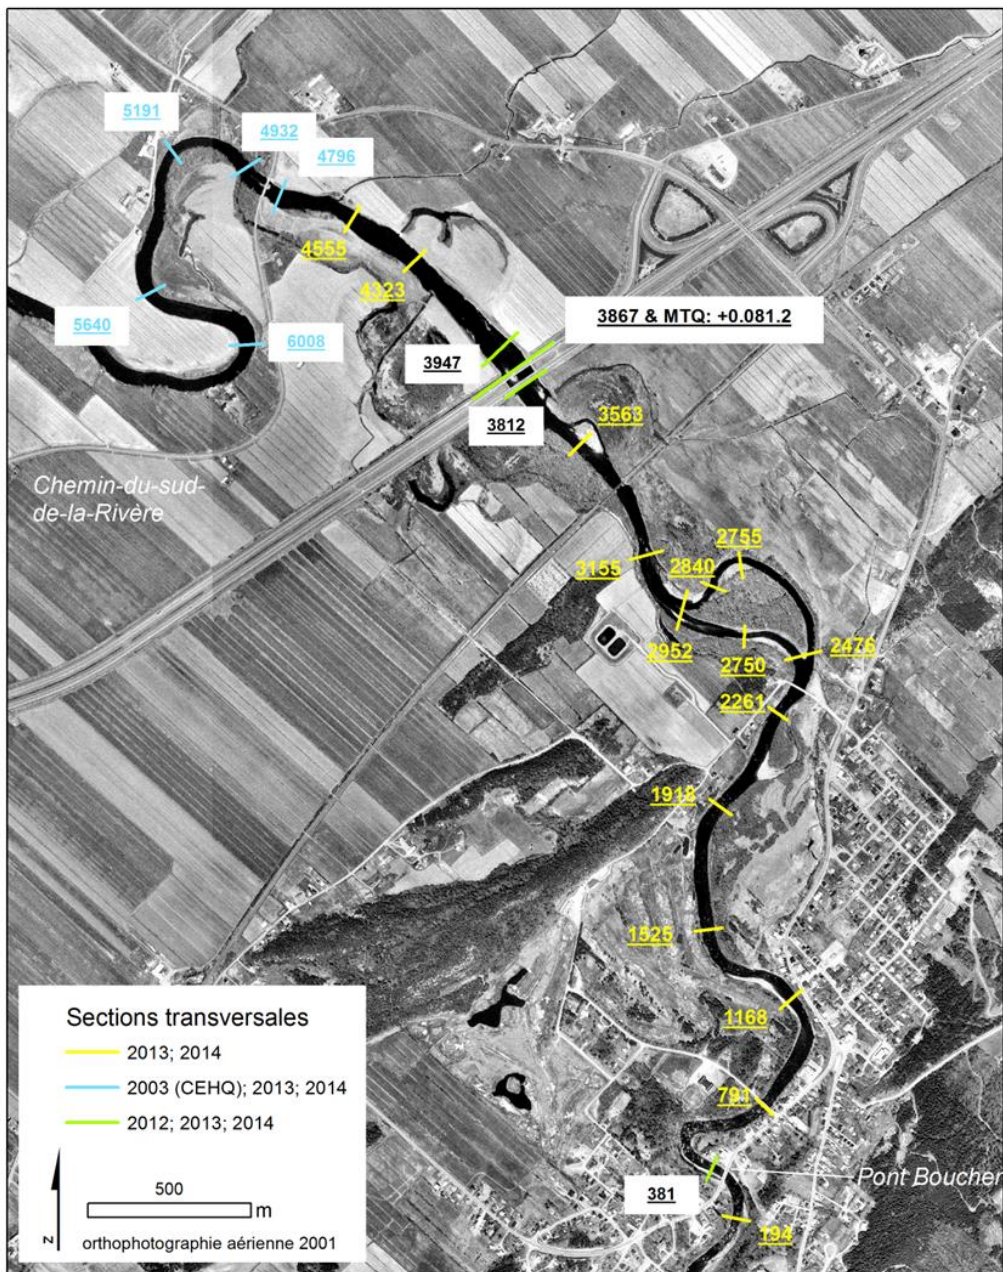 5191
4932
4796
4555
4323
5640
6008
3867 & MTQ: +0.081.2
3947
3812
3563
Chemin-du-sud-
de-la-Rivère
2755
3155
2840
2952
2750
2476
2261
1918
1525
1168
791
Pont Boucher
381
194
Sections transversales
2013; 2014
2003 (CEHQ); 2013; 2014
2012; 2013; 2014
500
m
N
orthophotographie aérienne 2001